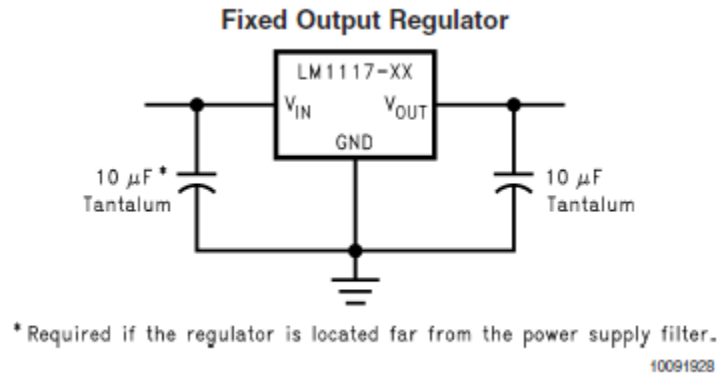 Fixed Output Regulator
LM1117-XX
VIN
VOUT
GND
10 μF*
Tantalum
10 μF
Tantalum
* Required if the regulator is located far from the power supply filter.
10091928